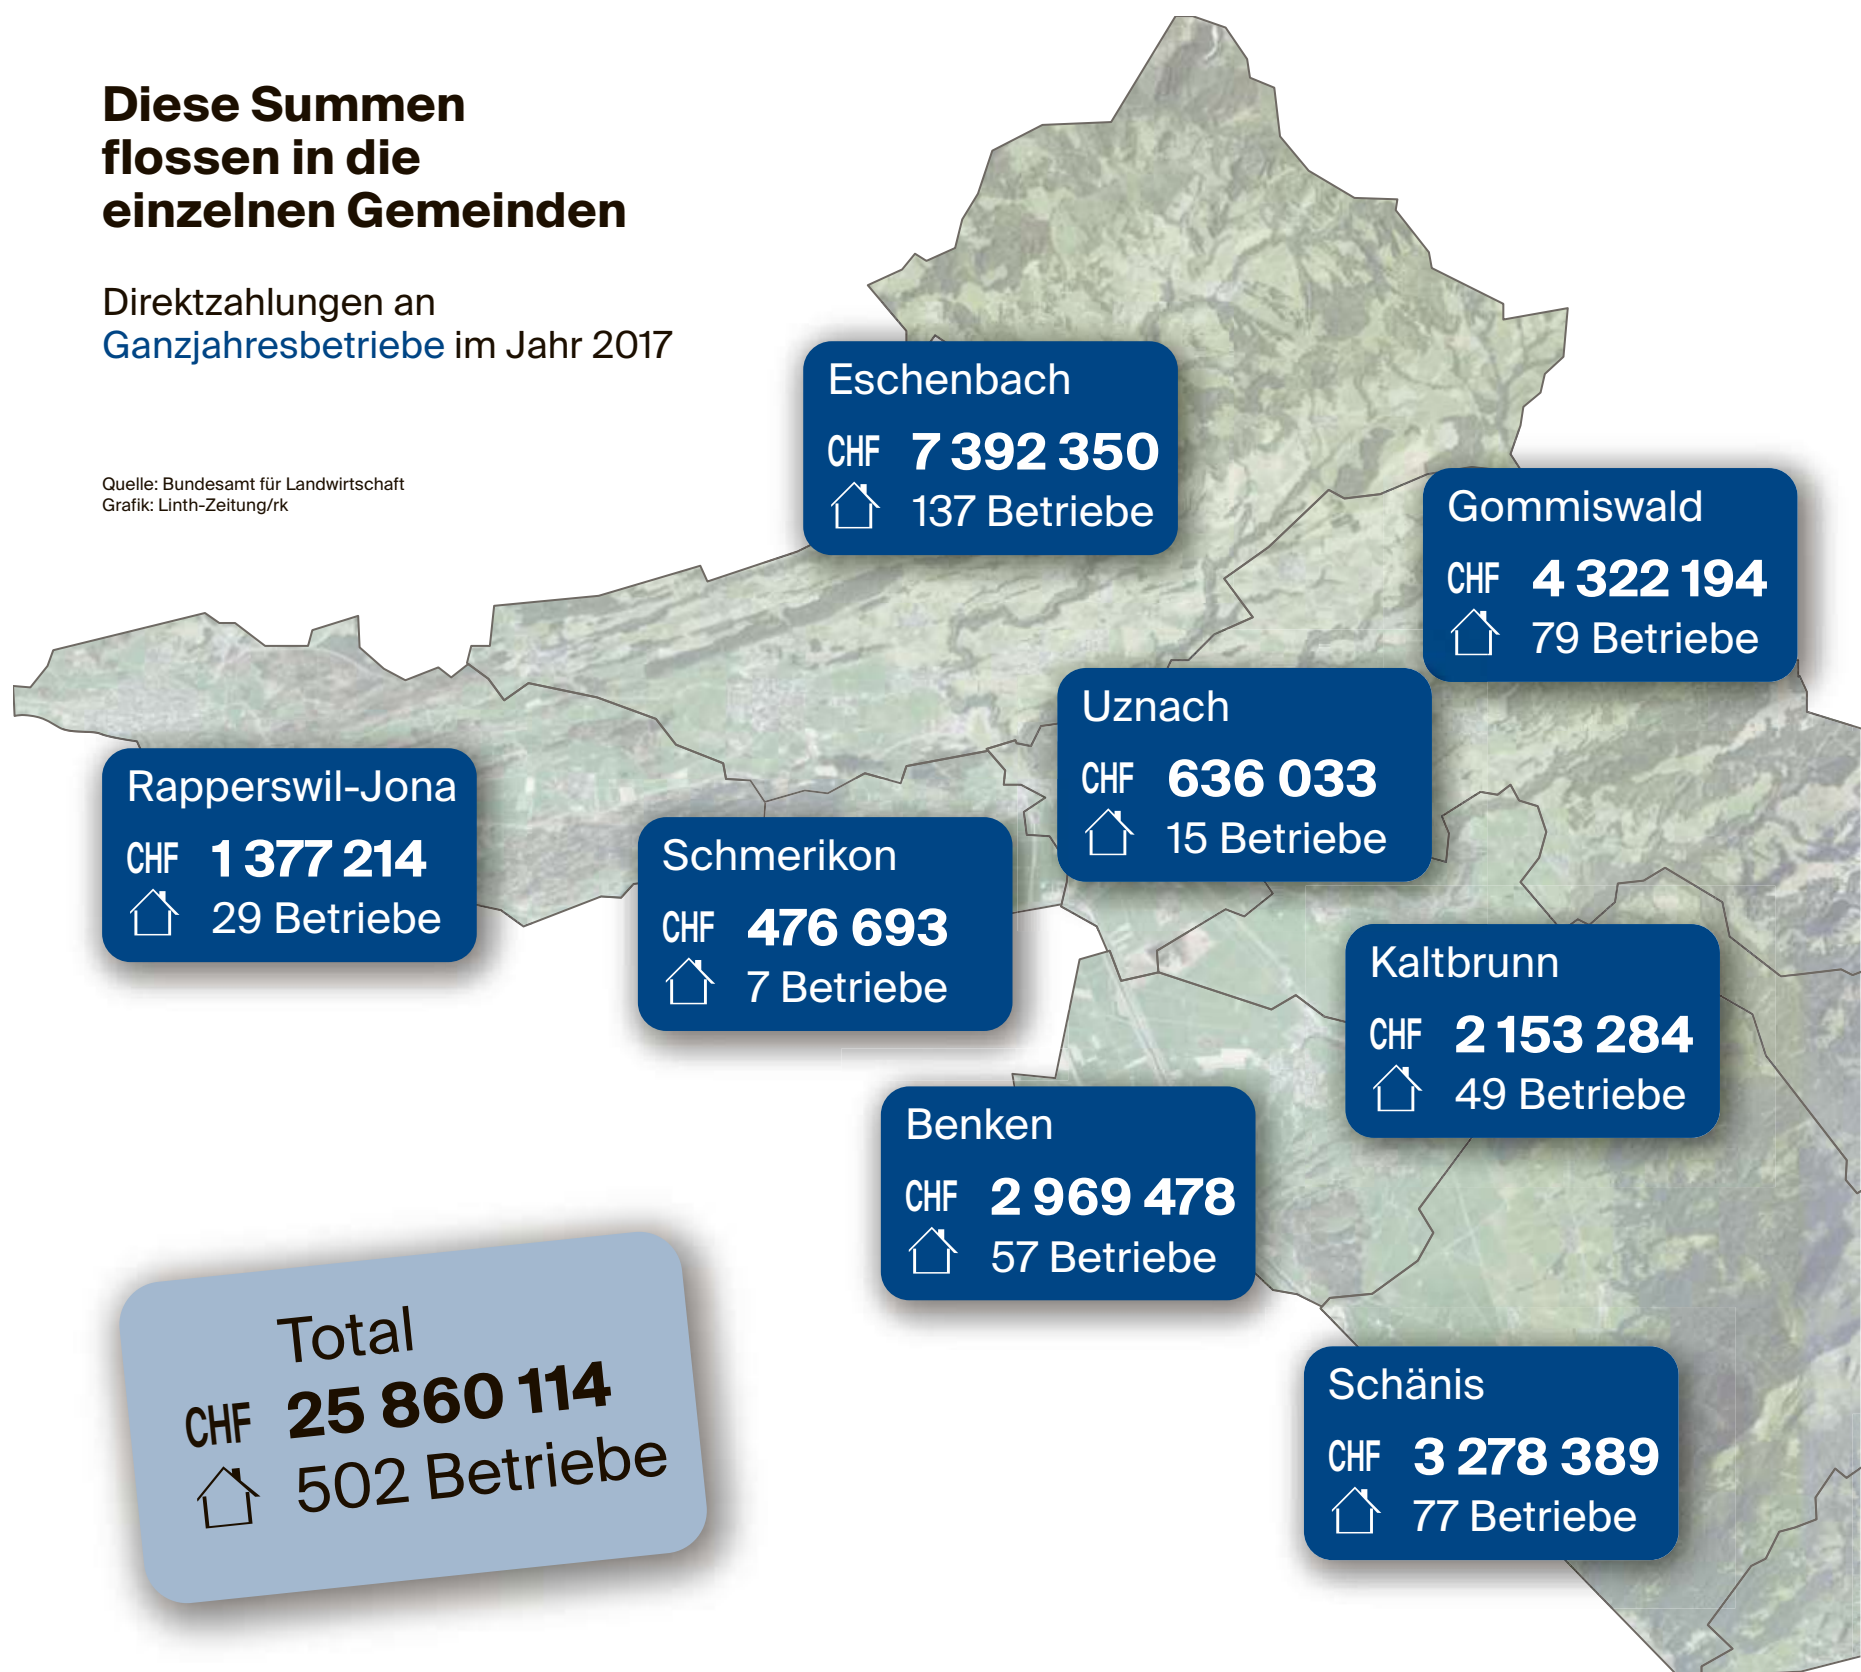 Diese Summen
flossen in die
einzelnen Gemeinden
Direktzahlungen an
Ganzjahresbetriebe im Jahr 2017
Quelle: Bundesamt für Landwirtschaft
Grafik: Linth-Zeitung/rk
Eschenbach
CHF 7 392 350
137 Betriebe
Gommiswald
CHF 4 322 194
79 Betriebe
Uznach
CHF 636 033
15 Betriebe
Rapperswil-Jona
CHF 1 377 214
29 Betriebe
Schmerikon
CHF 476 693
7 Betriebe
Kaltbrunn
CHF 2 153 284
49 Betriebe
Benken
CHF 2 969 478
57 Betriebe
Total
CHF 25 860 114
502 Betriebe
Schänis
CHF 3 278 389
77 Betriebe